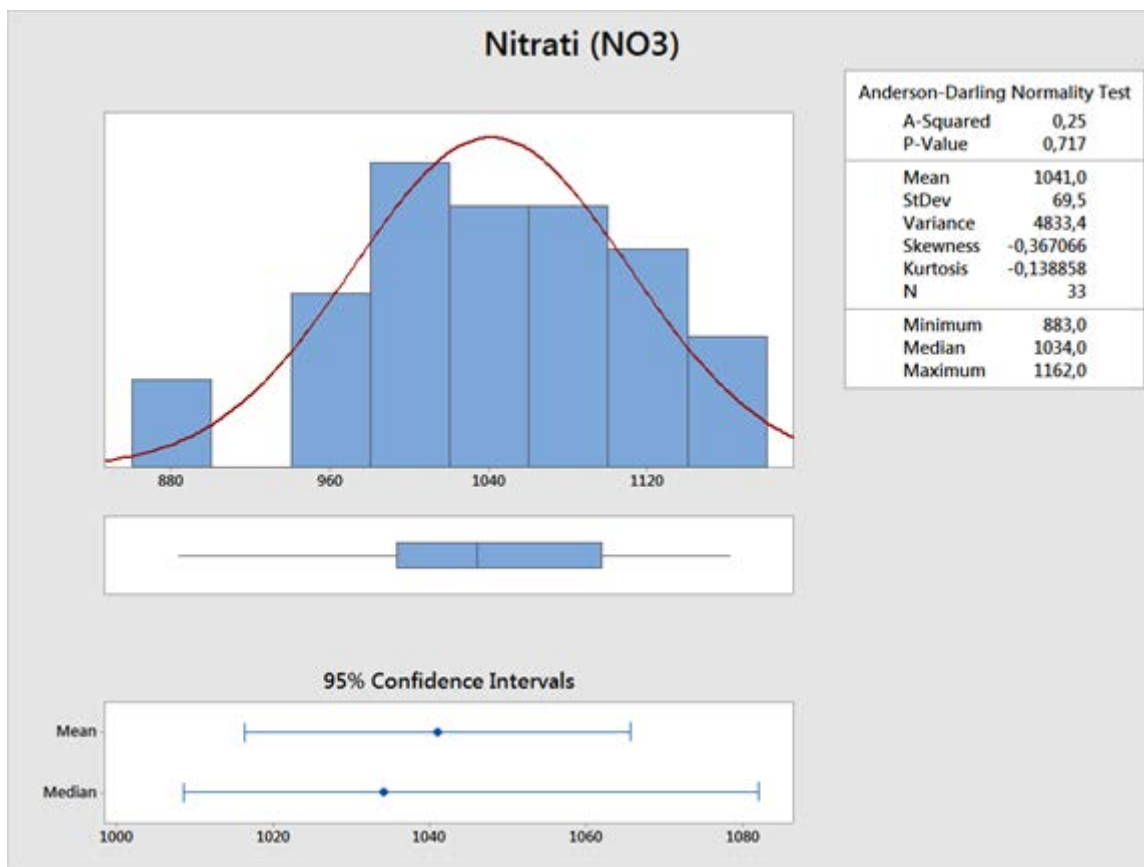 Nitrati (NO3)
Anderson-Darling Normality Test
A-Squared 0,25
P-Value 0,717
Mean 1041,0
StDev 69,5
Variance 4833,4
Skewness -0,367066
Kurtosis -0,138858
N 33
Minimum 883,0
Median 1034,0
Maximum 1162,0
880 960 1040 1120
95% Confidence Intervals
Mean
Median
1000 1020 1040 1060 1080